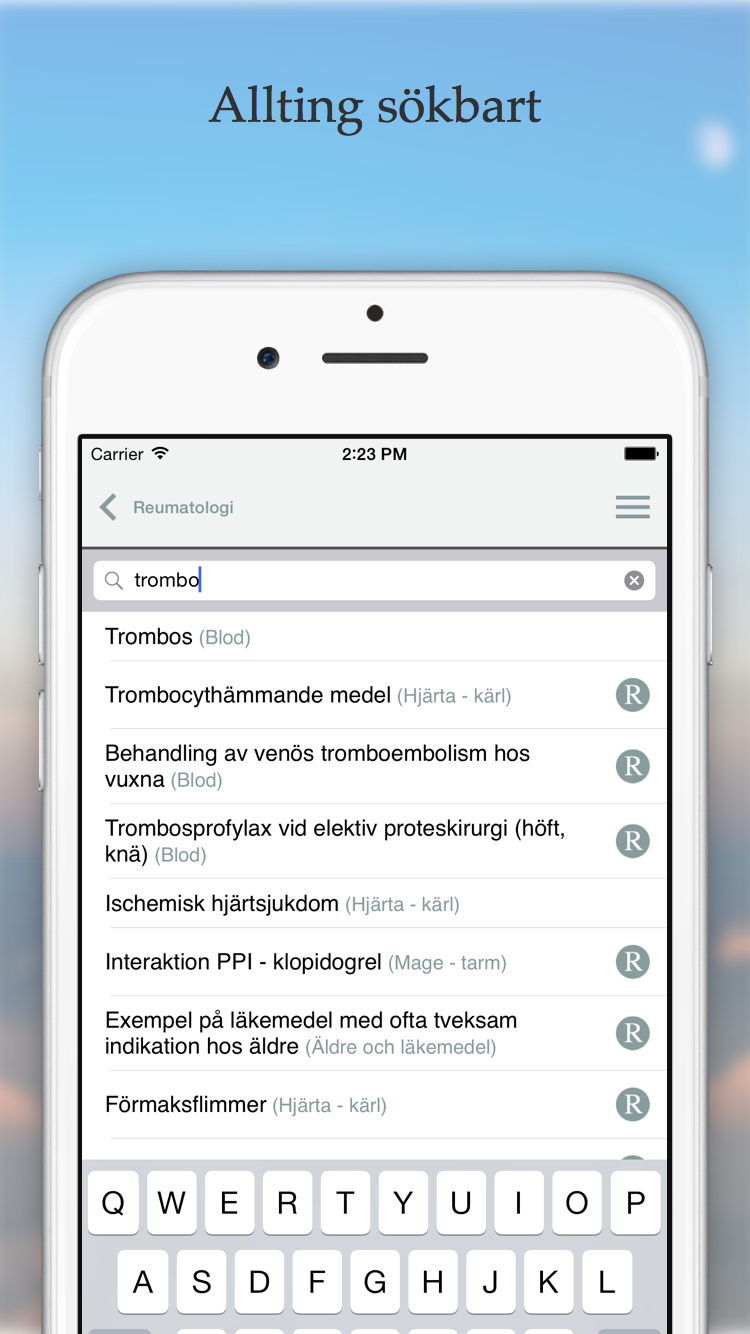 Allting sökbart
Carrier 2:23 PM
Reumatologi
trombo
Trombos (Blod)
Trombocythämmande medel (Hjärta - kärl) R
Behandling av venös tromboembolism hos
vuxna (Blod) R
Trombosprofylax vid elektiv proteskirurgi (höft,
knä) (Blod) R
Ischemisk hjärtsjukdom (Hjärta - kärl)
Interaktion PPI - klopidogrel (Mage - tarm) R
Exempel på läkemedel med ofta tveksam
indikation hos äldre (Äldre och läkemedel) R
Förmaksflimmer (Hjärta - kärl) R
Q W E R T Y U I O P
A S D F G H J K L